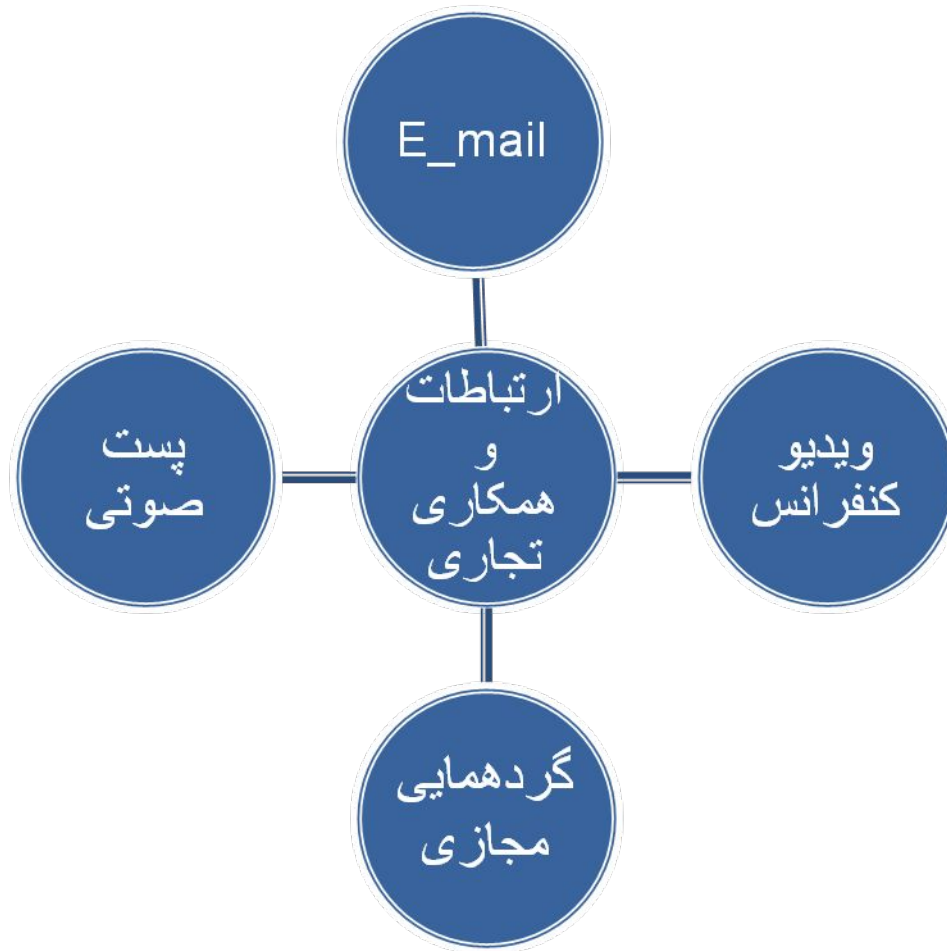 E_mail
ارتباطات
و
همکاری
تجاری
ویدیو
کنفرانس
پست
صوتی
گردهمایی
مجازی